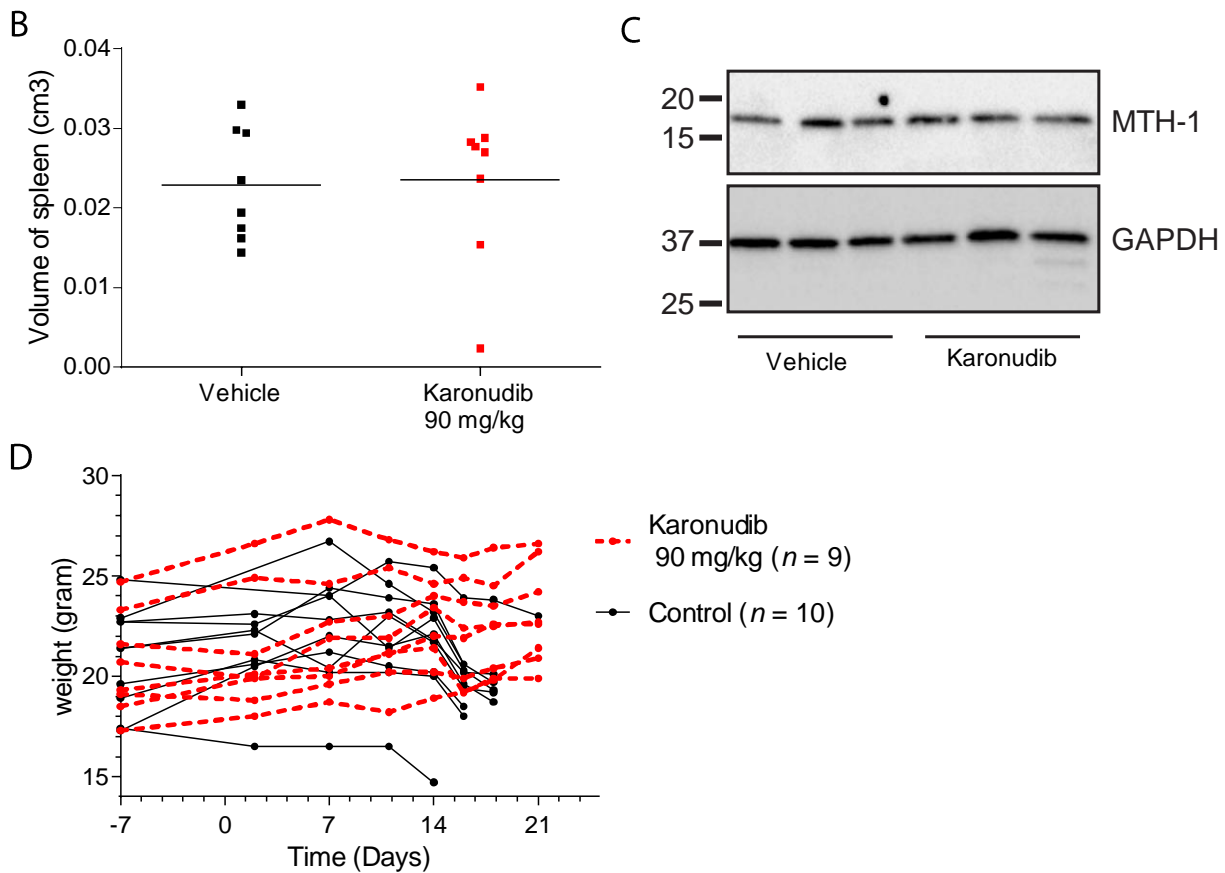 B
0.04
0.03
0.02
0.01
0.00
Volume of spleen (cm3)
Vehicle
Karonudib
90 mg/kg
C
20
15
MTH-1
37
25
GAPDH
Vehicle
Karonudib
D
30
25
20
15
weight (gram)
-7
0
7
14
21
Time (Days)
Karonudib
90 mg/kg (n = 9)
Control (n = 10)